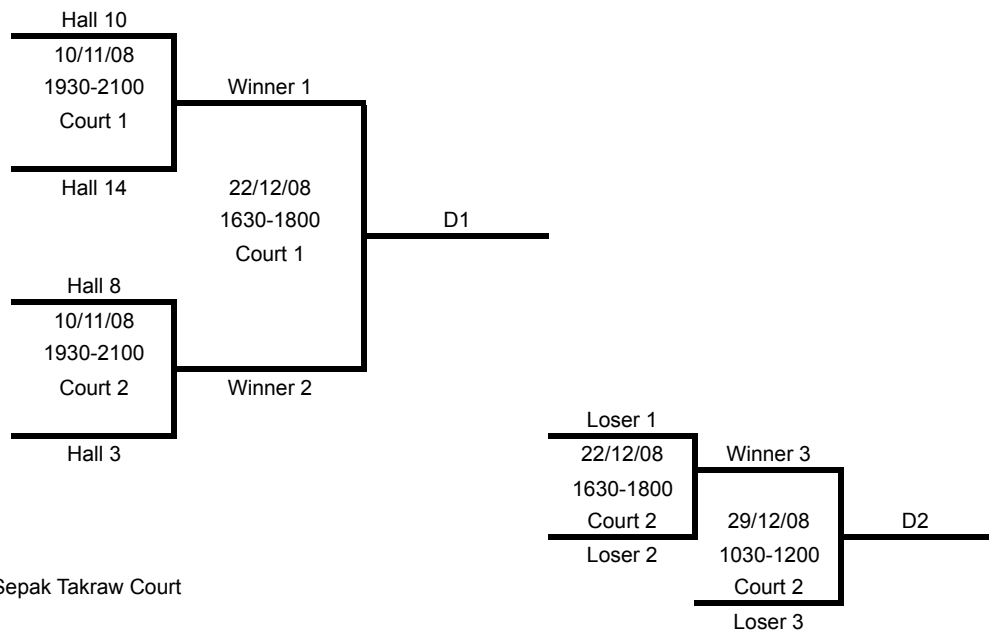 Hall 10
10/11/08
1930-2100
Court 1
Hall 14
Winner 1
22/12/08
1630-1800
Court 1
D1
Hall 8
10/11/08
1930-2100
Court 2
Hall 3
Winner 2
Loser 1
22/12/08
1630-1800
Court 2
Loser 2
Winner 3
29/12/08
1030-1200
Court 2
Loser 3
D2
Sepak Takraw Court